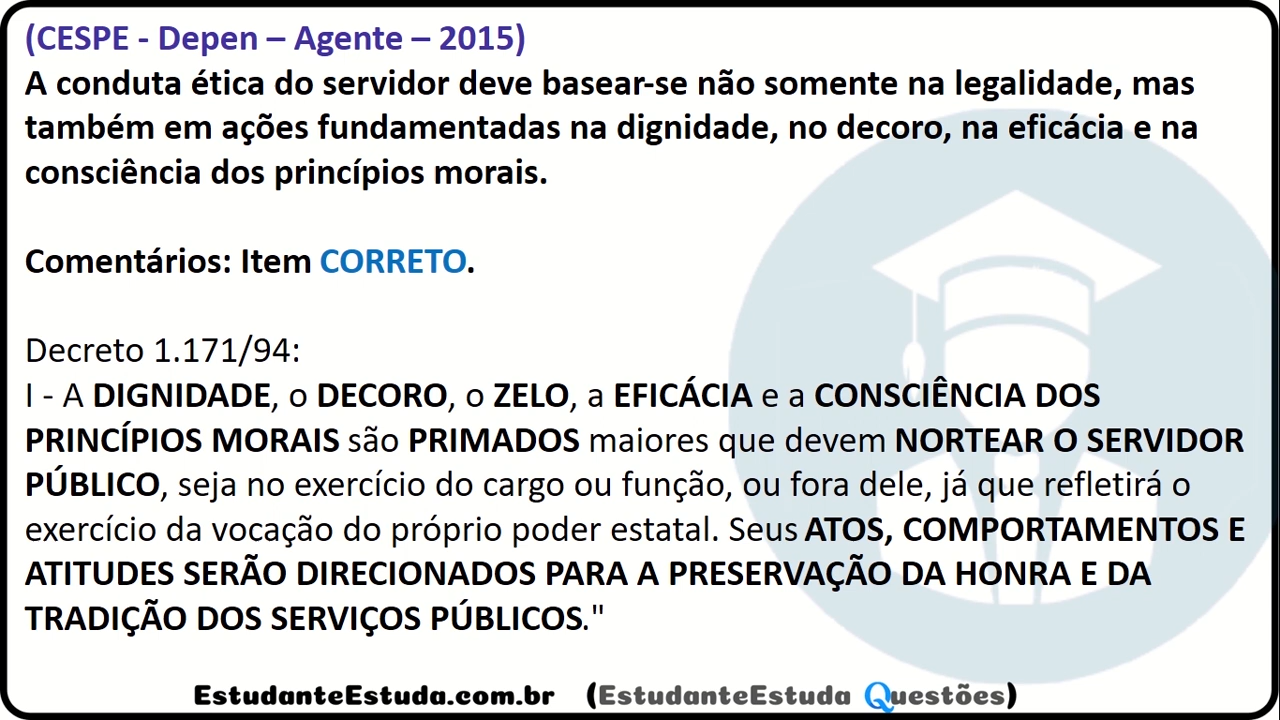 (CESPE - Depen – Agente – 2015)
A conduta ética do servidor deve basear-se não somente na legalidade, mas
também em ações fundamentadas na dignidade, no decoro, na eficácia e na
consciência dos princípios morais.
Comentários: Item CORRETO.
Decreto 1.171/94:
I - A DIGNIDADE, o DECORO, o ZELO, a EFICÁCIA e a CONSCIÊNCIA DOS
PRINCÍPIOS MORAIS são PRIMADOS maiores que devem NORTEAR O SERVIDOR
PÚBLICO, seja no exercício do cargo ou função, ou fora dele, já que refletirá o
exercício da vocação do próprio poder estatal. Seus ATOS, COMPORTAMENTOS E
ATITUDES SERÃO DIRECIONADOS PARA A PRESERVAÇÃO DA HONRA E DA
TRADIÇÃO DOS SERVIÇOS PÚBLICOS."
EstudanteEstuda.com.br (EstudanteEstuda Questões)